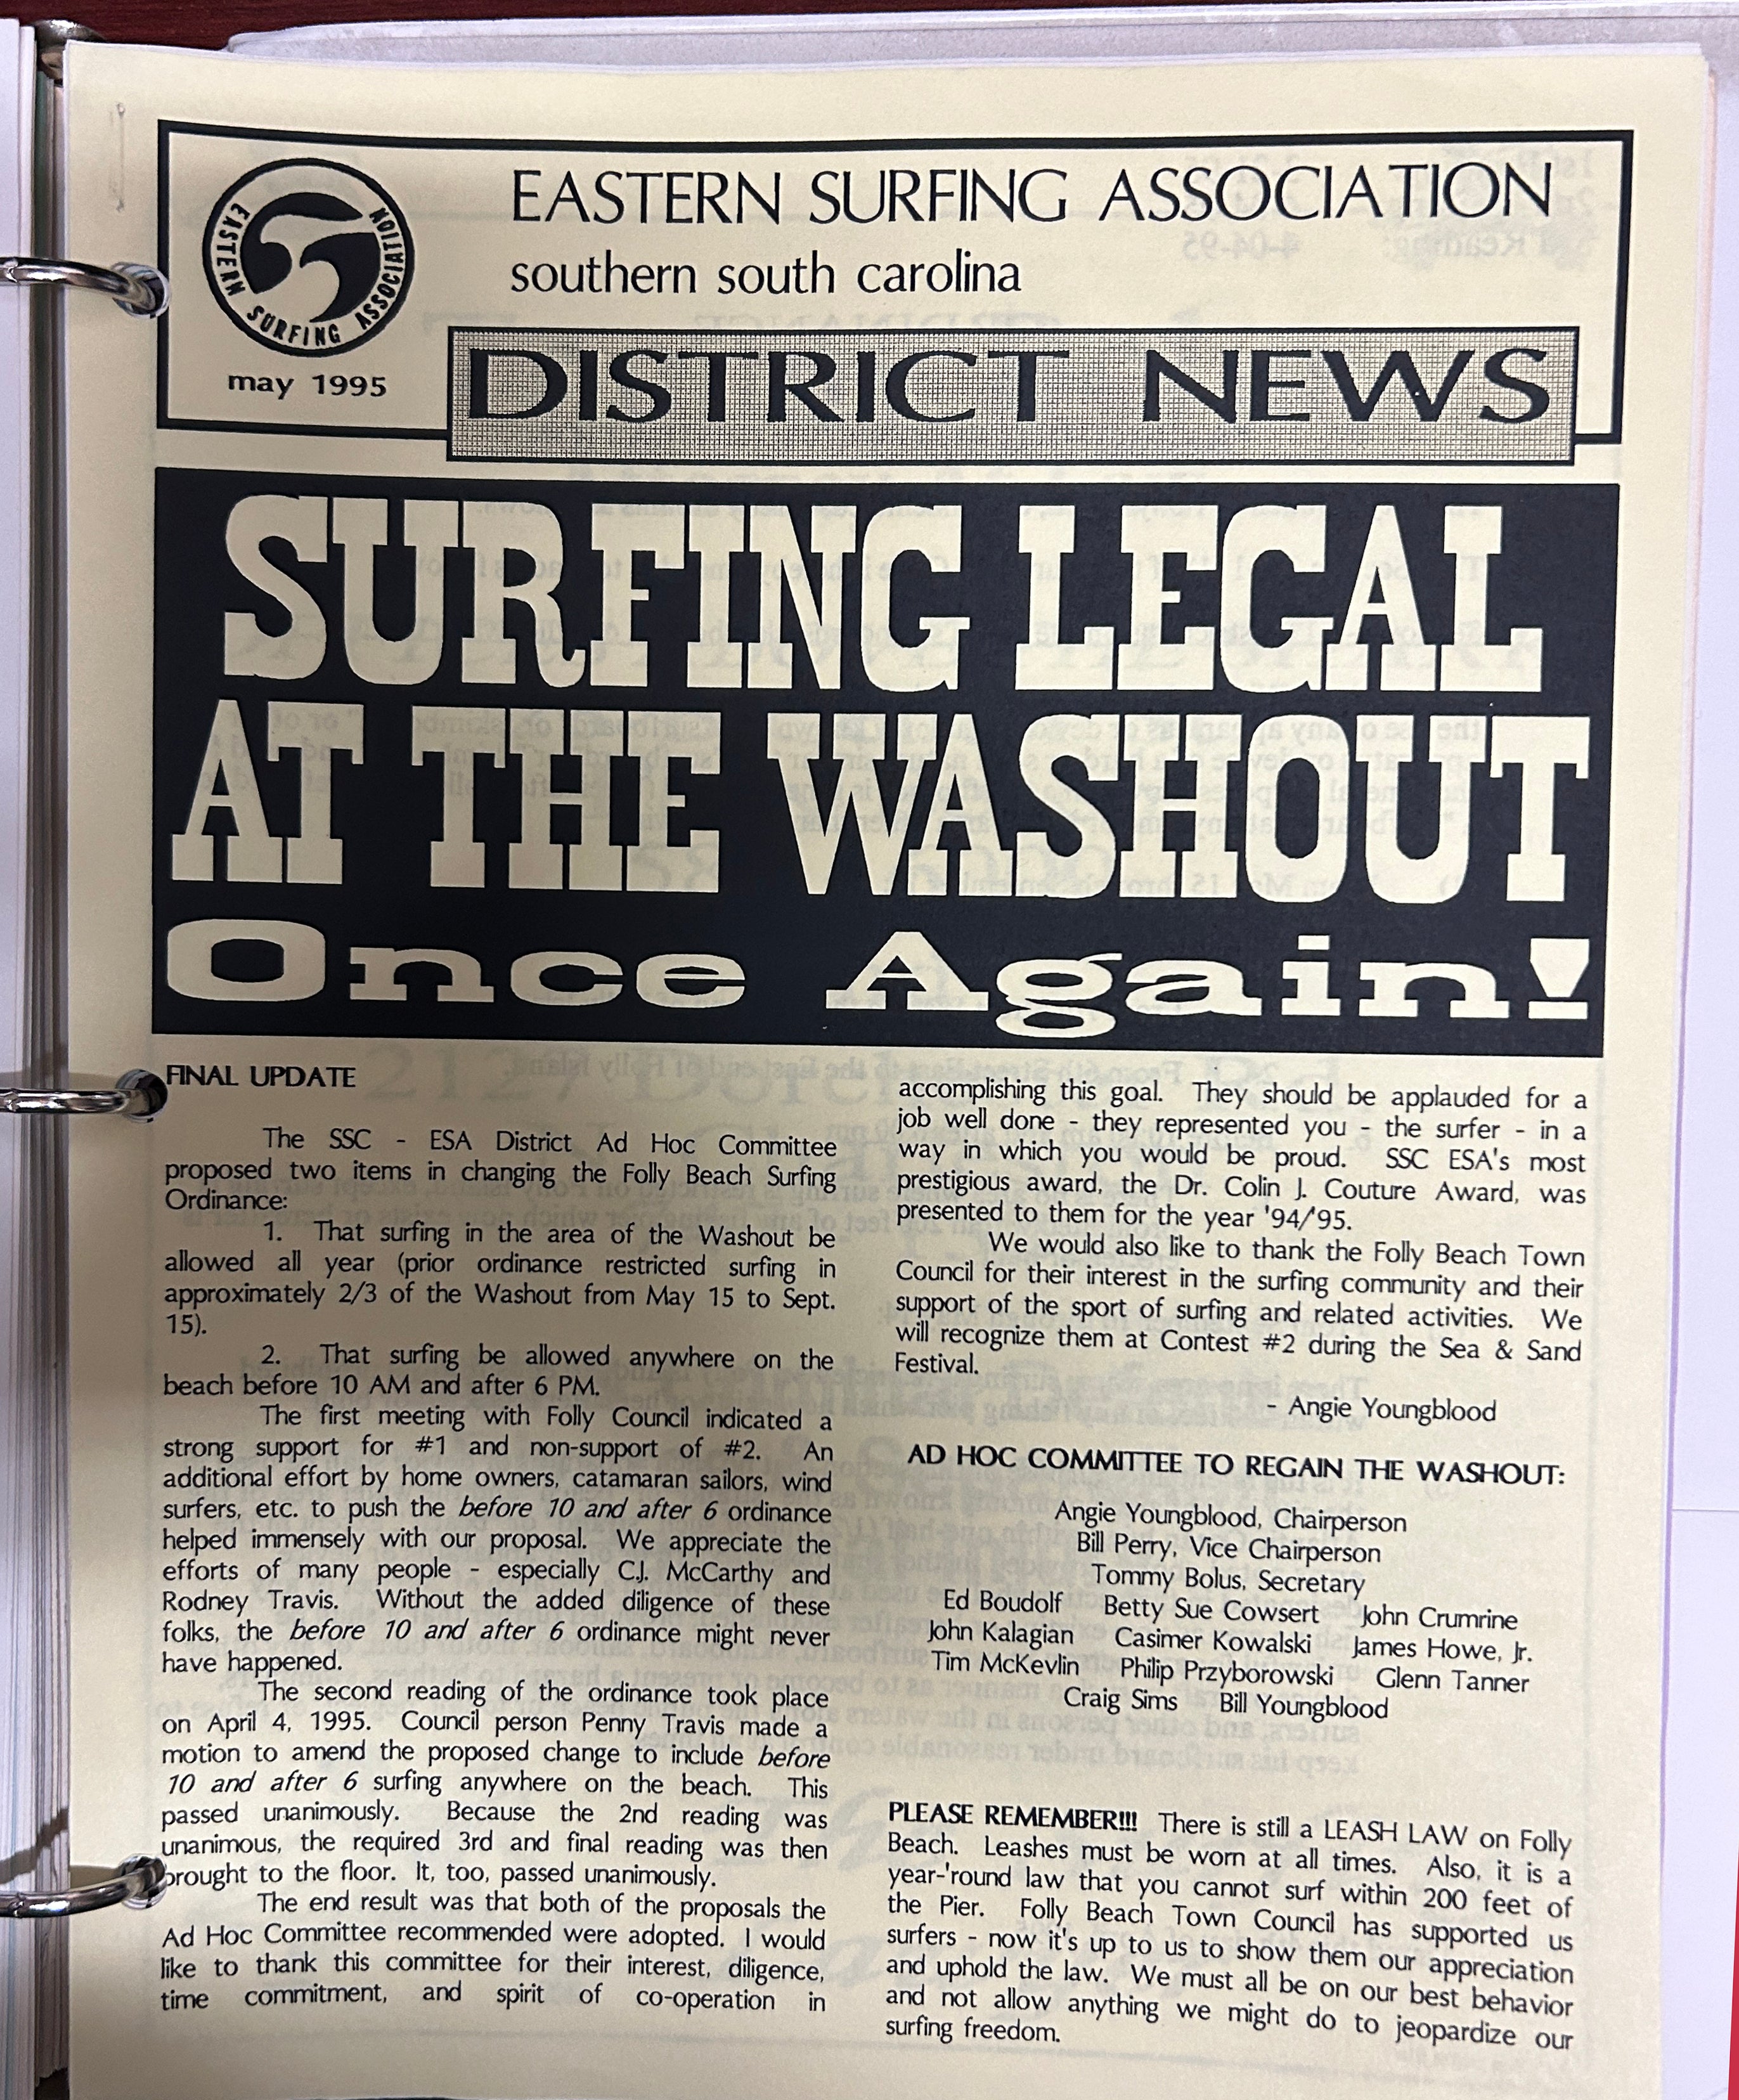 EASTERN SURFING ASSOCIATION
EASTERN SURFING ASSOCIATION
southern south carolina
may 1995
DISTRICT NEWS
SURFING LEGAL
AT THE WASHOUT
Once Again!
FINAL UPDATE
The SSC - ESA District Ad Hoc Committee
proposed two items in changing the Folly Beach Surfing
Ordinance:
1. That surfing in the area of the Washout be
allowed all year (prior ordinance restricted surfing in
approximately 2/3 of the Washout from May 15 to Sept.
15).
2. That surfing be allowed anywhere on the
beach before 10 AM and after 6 PM.
The first meeting with Folly Council indicated a
strong support for #1 and non-support of #2. An
additional effort by home owners, catamaran sailors, wind
surfers, etc. to push the before 10 and after 6 ordinance
helped immensely with our proposal. We appreciate the
efforts of many people - especially C.J. McCarthy and
Rodney Travis. Without the added diligence of these
folks, the before 10 and after 6 ordinance might never
have happened.
The second reading of the ordinance took place
on April 4, 1995. Council person Penny Travis made a
motion to amend the proposed change to include before
10 and after 6 surfing anywhere on the beach. This
passed unanimously. Because the 2nd reading was
unanimous, the required 3rd and final reading was then
brought to the floor. It, too, passed unanimously.
The end result was that both of the proposals the
Ad Hoc Committee recommended were adopted. I would
like to thank this committee for their interest, diligence,
time commitment, and spirit of co-operation in
accomplishing this goal. They should be applauded for a
job well done - they represented you - the surfer - in a
way in which you would be proud. SSC ESA's most
prestigious award, the Dr. Colin J. Couture Award, was
presented to them for the year '94/'95.
We would also like to thank the Folly Beach Town
Council for their interest in the surfing community and their
support of the sport of surfing and related activities. We
will recognize them at Contest #2 during the Sea & Sand
Festival.
- Angie Youngblood
AD HOC COMMITTEE TO REGAIN THE WASHOUT:
Angie Youngblood, Chairperson
Bill Perry, Vice Chairperson
Tommy Bolus, Secretary
Ed Boudolf Betty Sue Cowsert John Crumrine
John Kalagian Casimer Kowalski James Howe, Jr.
Tim McKevlin Philip Przyborowski Glenn Tanner
Craig Sims Bill Youngblood
PLEASE REMEMBER!!! There is still a LEASH LAW on Folly
Beach. Leashes must be worn at all times. Also, it is a
year-'round law that you cannot surf within 200 feet of
the Pier. Folly Beach Town Council has supported us
surfers - now it's up to us to show them our appreciation
and uphold the law. We must all be on our best behavior
and not allow anything we might do to jeopardize our
surfing freedom.